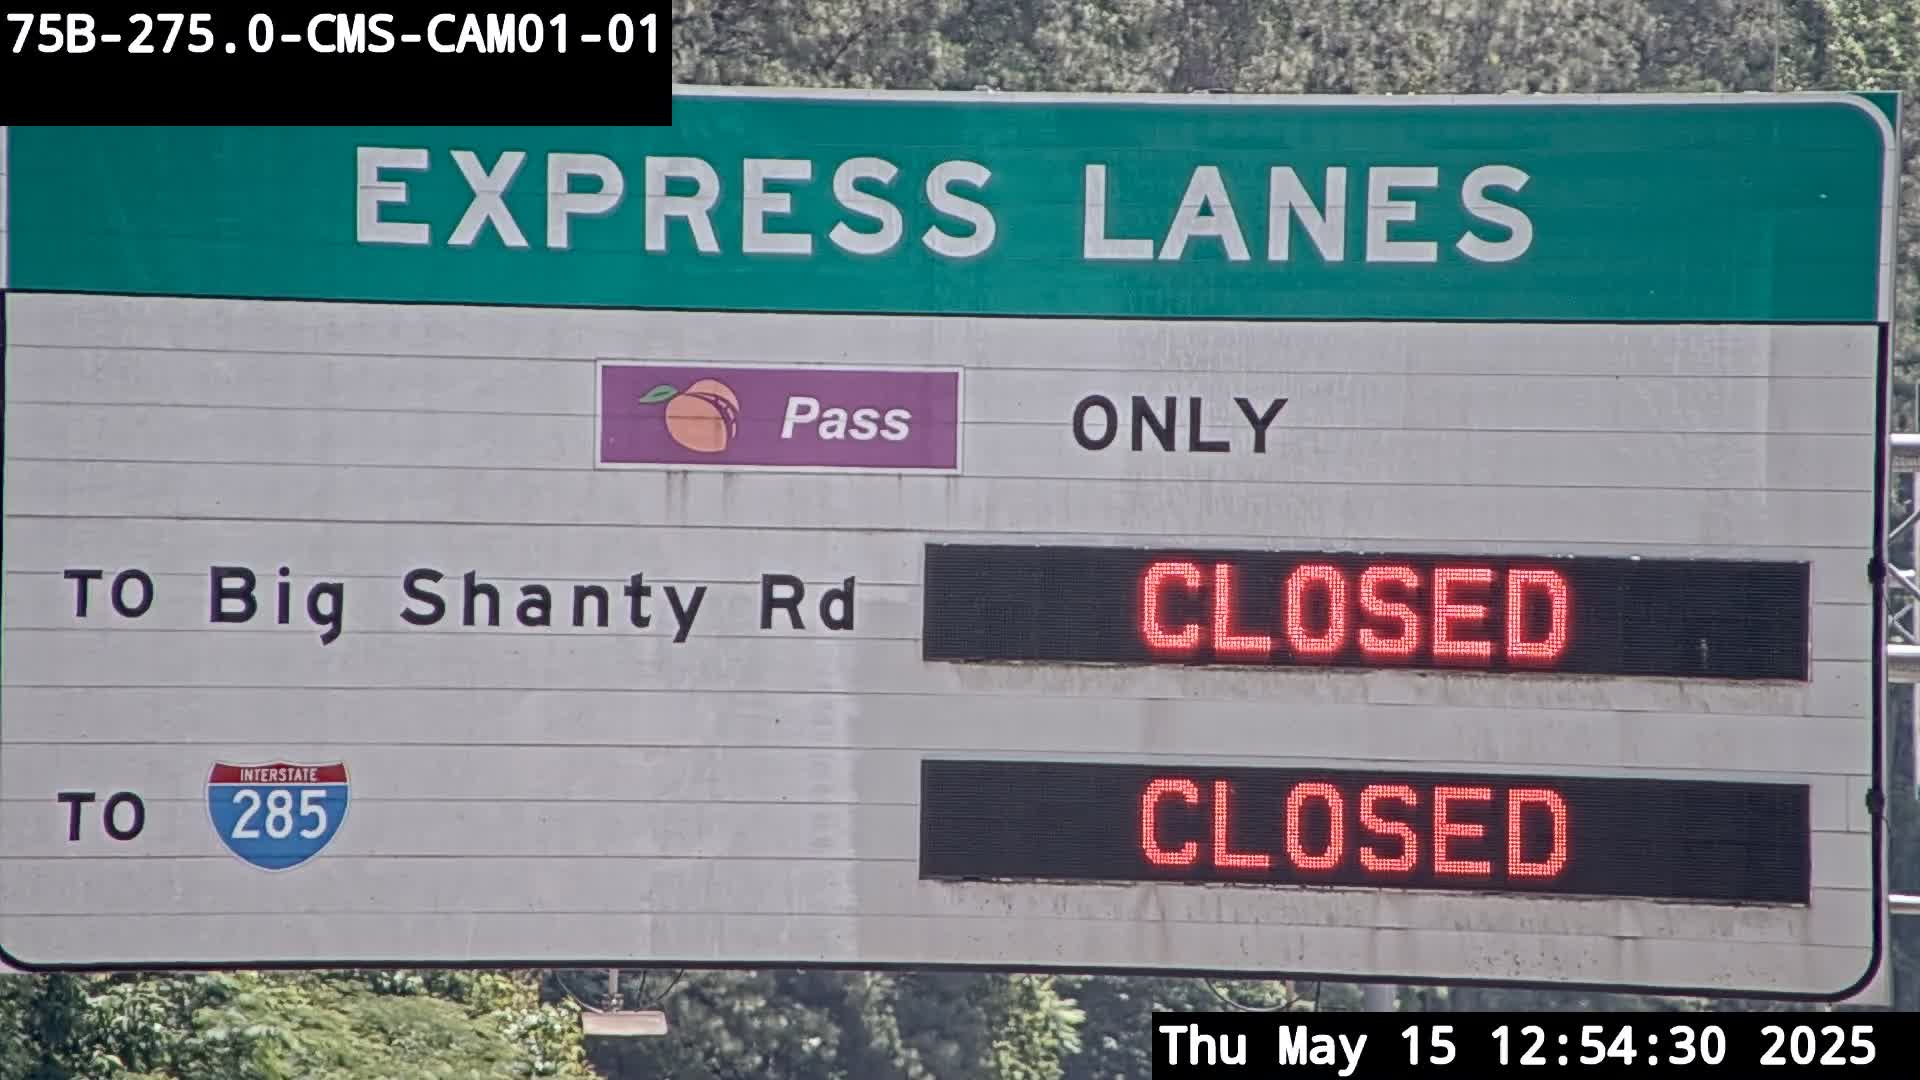 75B-275.0-CMS-CAM01-01
EXPRESS LANES
Pass ONLY
TO Big Shanty Rd CLOSED
TO INTERSTATE 285 CLOSED
Thu May 15 12:54:30 2025